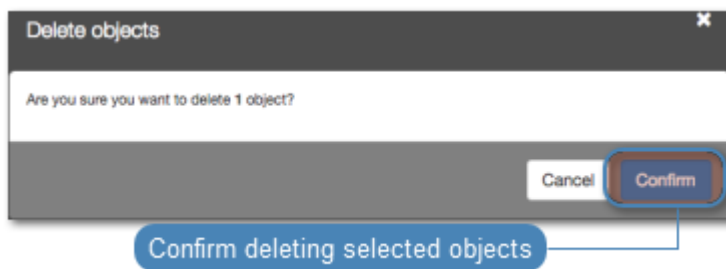 Delete objects
Are you sure you want to delete 1 object?
Cancel
Confirm
Confirm deleting selected objects